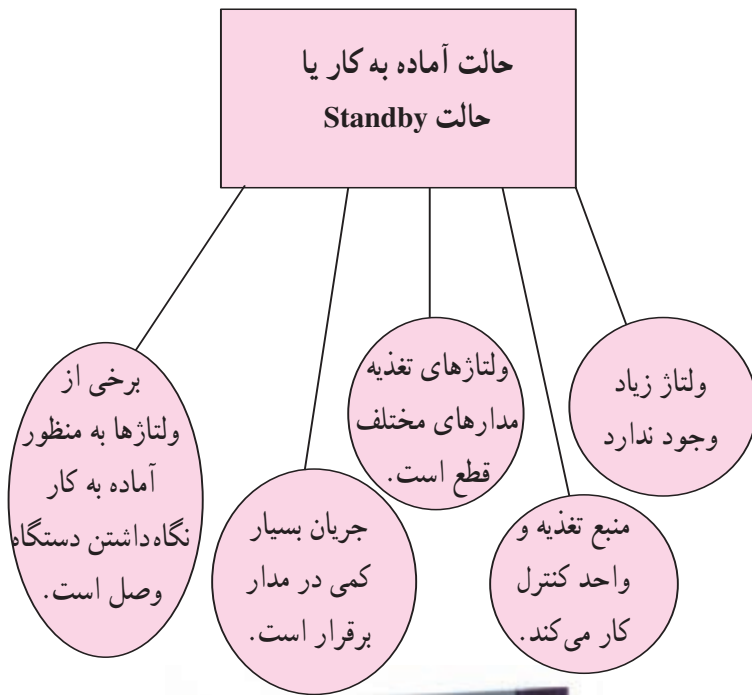 حالت آماده به کار یا
حالت Standby
ولتاژ زیاد
وجود ندارد
منبع تغذیه و
واحد کنترل
کار می‌کند.
ولتاژهای تغذیه
مدارهای مختلف
قطع است.
جریان بسیار
کمی در مدار
برقرار است.
برخی از
ولتاژها به منظور
آماده به کار
نگاه‌داشتن دستگاه
وصل است.